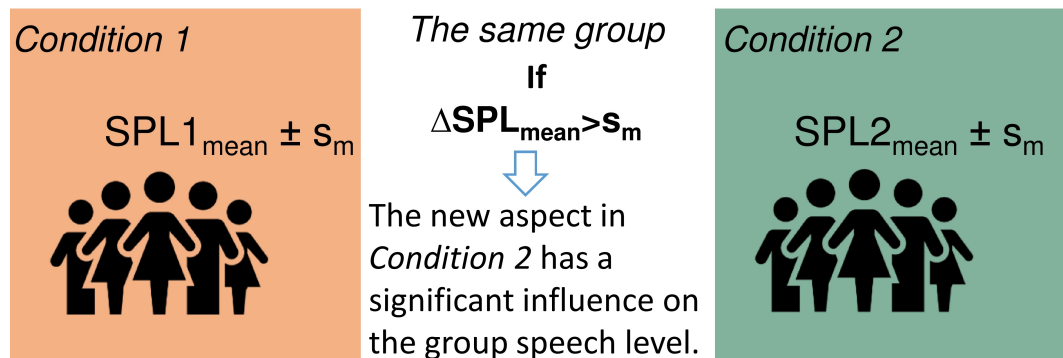 Condition 1
SPL1mean ± sm
The same group
If
∆SPLmean>sm
The new aspect in
Condition 2 has a
significant influence on
the group speech level.
Condition 2
SPL2mean ± sm